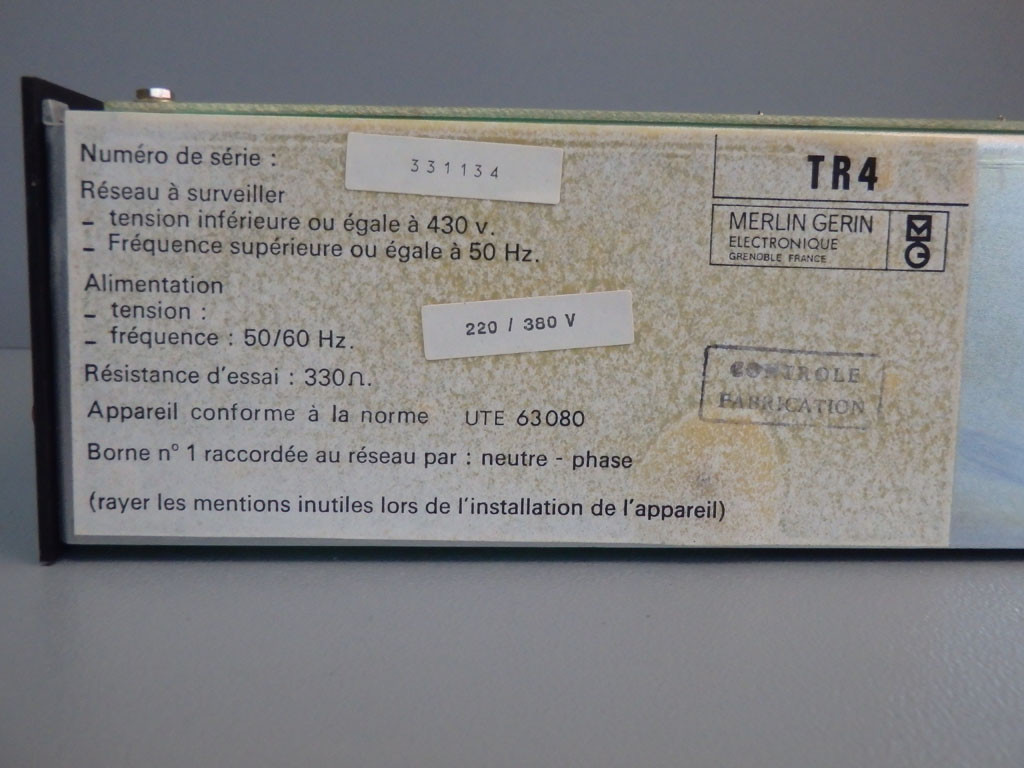 Numéro de série : 331134
Réseau à surveiller
– tension inférieure ou égale à 430 v.
– Fréquence supérieure ou égale à 50 Hz.
Alimentation
– tension : 220 / 380 V
– fréquence : 50/60 Hz.
Résistance d'essai : 330Ω.
Appareil conforme à la norme UTE 63080
Borne n° 1 raccordée au réseau par : neutre - phase
(rayer les mentions inutiles lors de l'installation de l'appareil)
TR4
MERLIN GERIN
ELECTRONIQUE
GRENOBLE FRANCE
MG
CONTROLE
FABRICATION